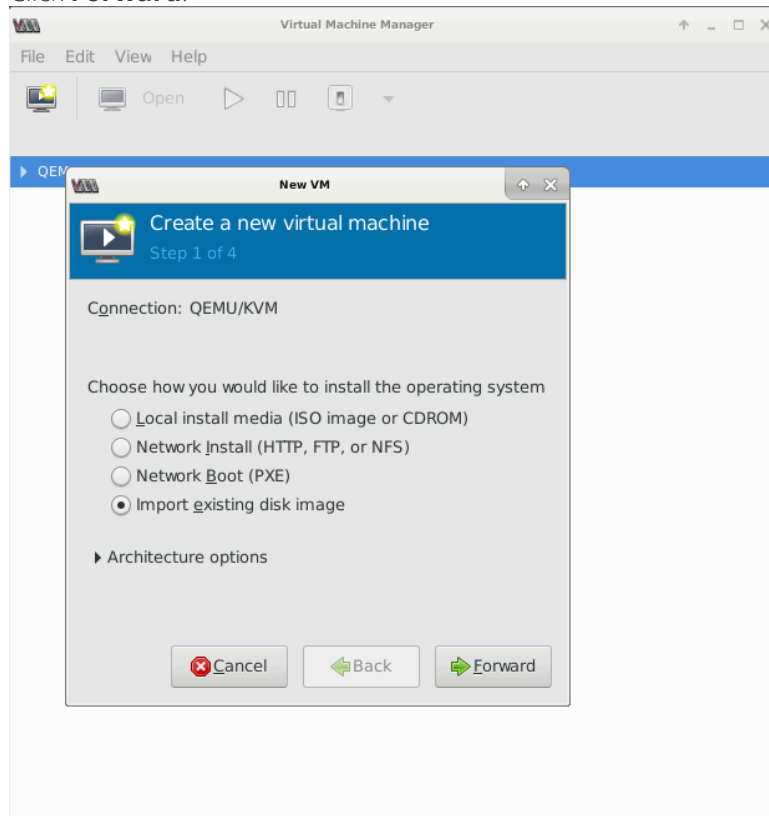 Virtual Machine Manager
File Edit View Help
Open
QEM
New VM
Create a new virtual machine
Step 1 of 4
Connection: QEMU/KVM
Choose how you would like to install the operating system
Local install media (ISO image or CDROM)
Network Install (HTTP, FTP, or NFS)
Network Boot (PXE)
Import existing disk image
Architecture options
Cancel Back Forward